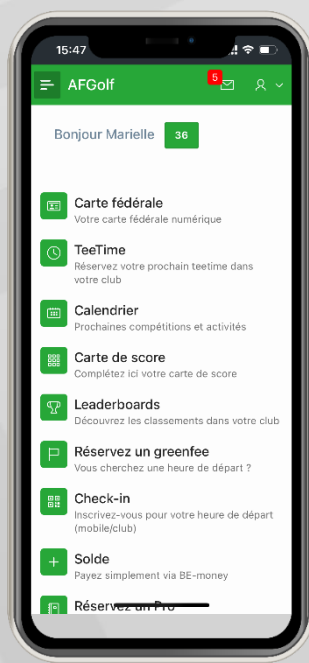 15:47
AFGolf
5
Bonjour Marielle 36
Carte fédérale
Votre carte fédérale numérique
TeeTime
Réservez votre prochain teetime dans
votre club
Calendrier
Prochaines compétitions et activités
Carte de score
Complétez ici votre carte de score
Leaderboards
Découvrez les classements dans votre club
Réservez un greenfee
Vous cherchez une heure de départ ?
Check-in
Inscrivez-vous pour votre heure de départ
(mobile/club)
Solde
Payez simplement via BE-money
Réservez un Pro